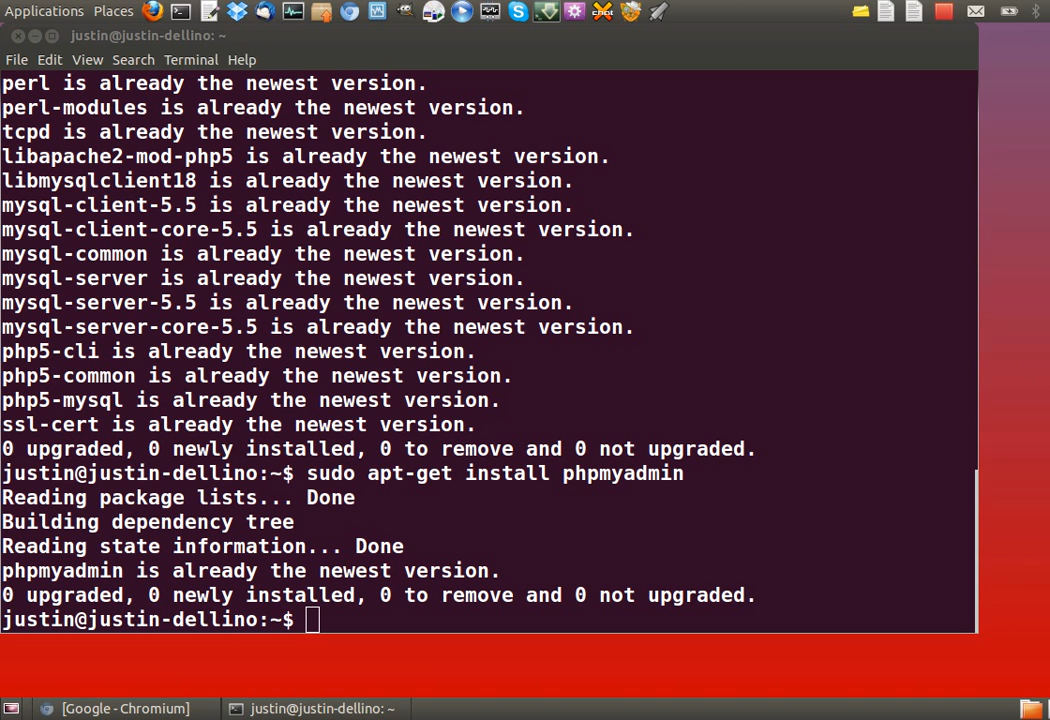 Applications Places
justin@justin-dellino: ~
File Edit View Search Terminal Help
perl is already the newest version.
perl-modules is already the newest version.
tcpd is already the newest version.
libapache2-mod-php5 is already the newest version.
libmysqlclient18 is already the newest version.
mysql-client-5.5 is already the newest version.
mysql-client-core-5.5 is already the newest version.
mysql-common is already the newest version.
mysql-server is already the newest version.
mysql-server-5.5 is already the newest version.
mysql-server-core-5.5 is already the newest version.
php5-cli is already the newest version.
php5-common is already the newest version.
php5-mysql is already the newest version.
ssl-cert is already the newest version.
0 upgraded, 0 newly installed, 0 to remove and 0 not upgraded.
justin@justin-dellino:~$ sudo apt-get install phpmyadmin
Reading package lists... Done
Building dependency tree
Reading state information... Done
phpmyadmin is already the newest version.
0 upgraded, 0 newly installed, 0 to remove and 0 not upgraded.
justin@justin-dellino:~$
[Google - Chromium] justin@justin-dellino: ~